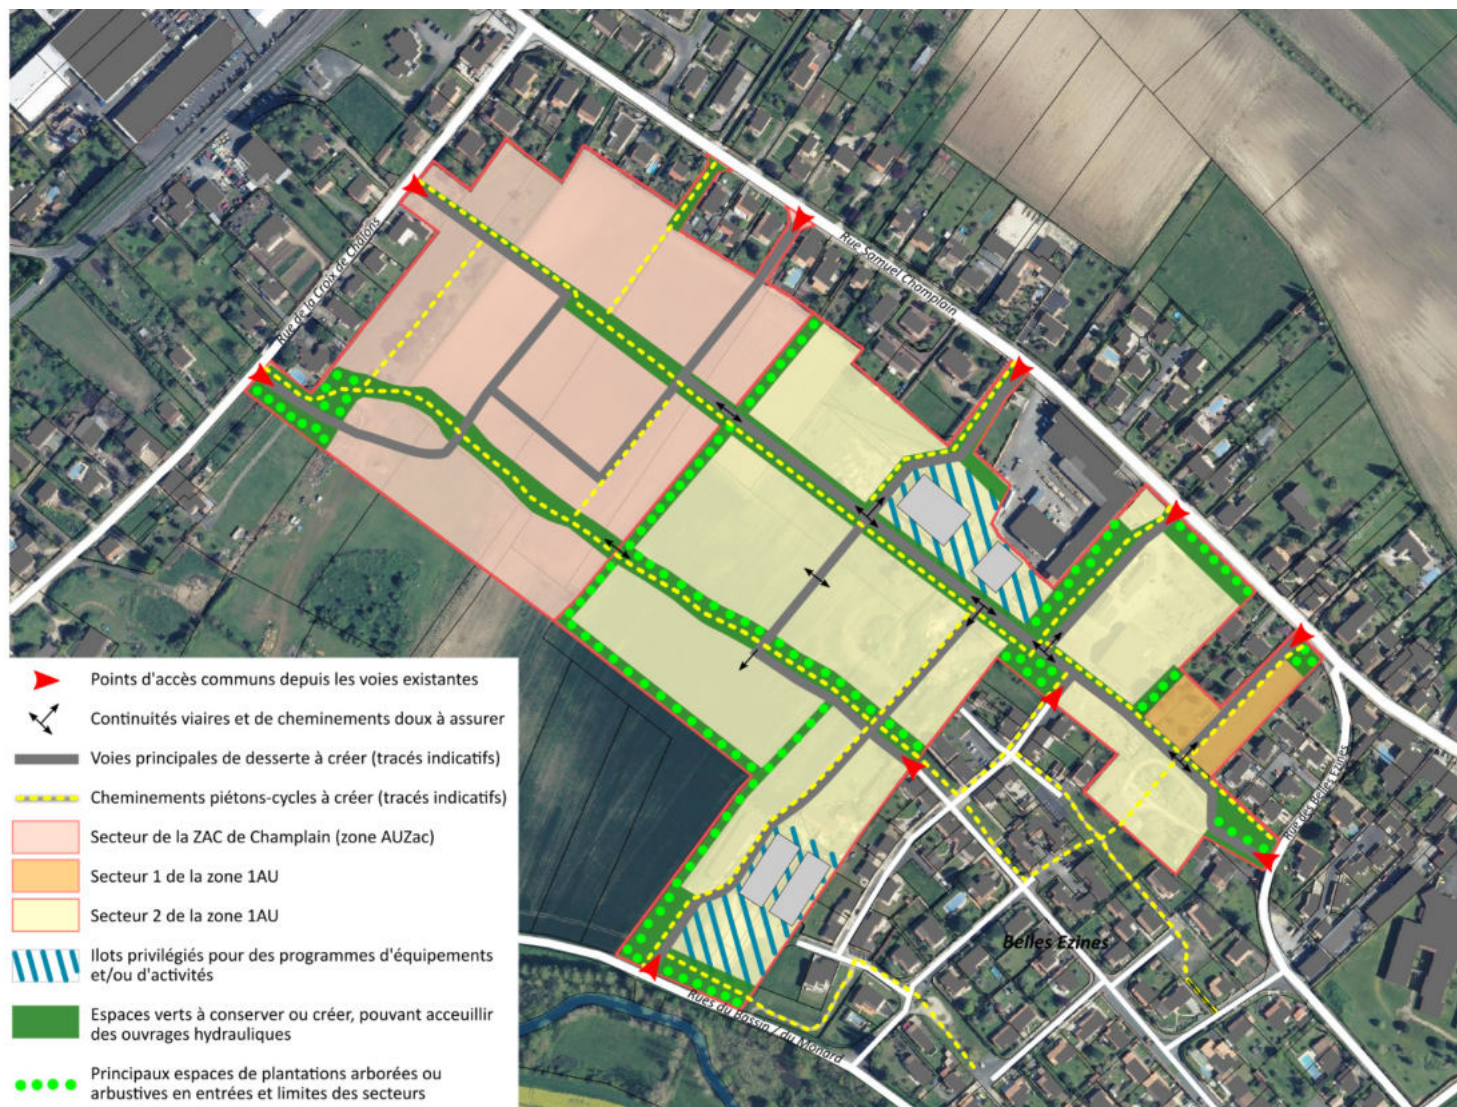 Rue de la Croix de Chalons
Rue Samuel Champlain
Rue des Belles Ezines
Belles Ezines
Rues du Bassin / du Monard
Points d'accès communs depuis les voies existantes
Continuités viaires et de cheminements doux à assurer
Voies principales de desserte à créer (tracés indicatifs)
Cheminements piétons-cycles à créer (tracés indicatifs)
Secteur de la ZAC de Champlain (zone AUZac)
Secteur 1 de la zone 1AU
Secteur 2 de la zone 1AU
Ilots privilégiés pour des programmes d'équipements
et/ou d'activités
Espaces verts à conserver ou créer, pouvant acceuillir
des ouvrages hydrauliques
Principaux espaces de plantations arborées ou
arbustives en entrées et limites des secteurs